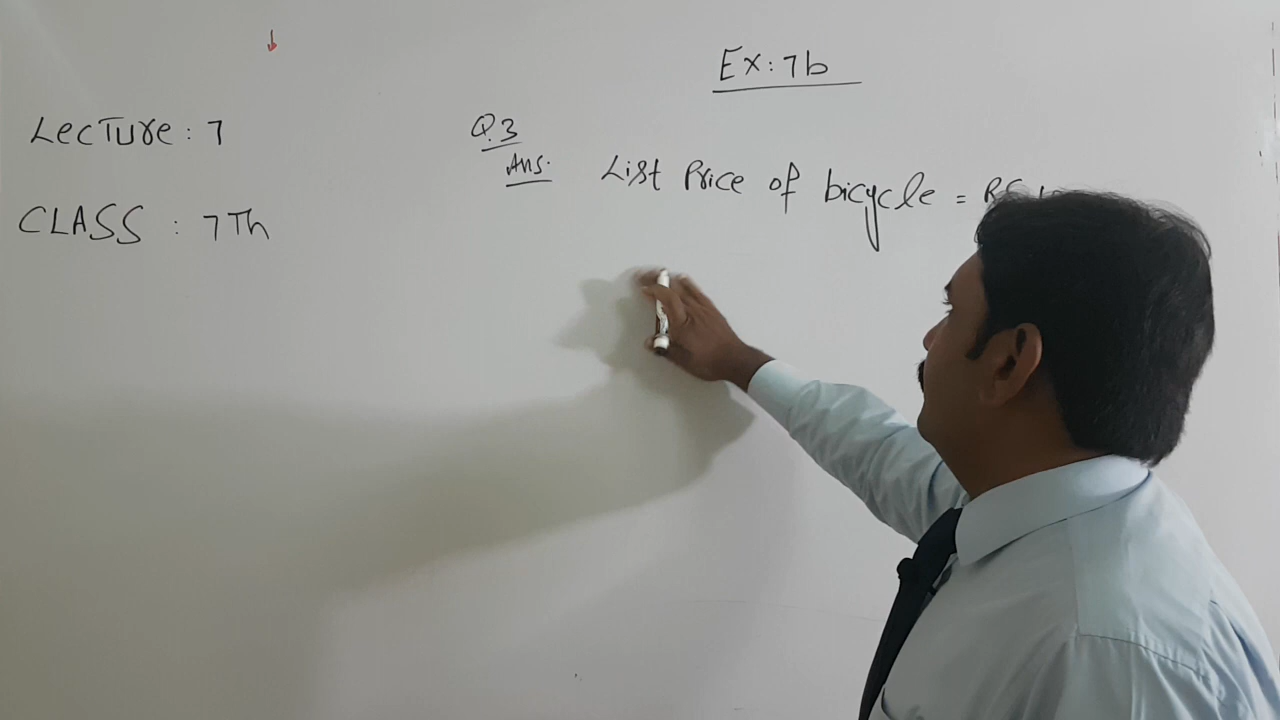 Ex: 7b
Lecture: 7
Q.3
Ans. List Price of bicycle =
CLASS : 7Th